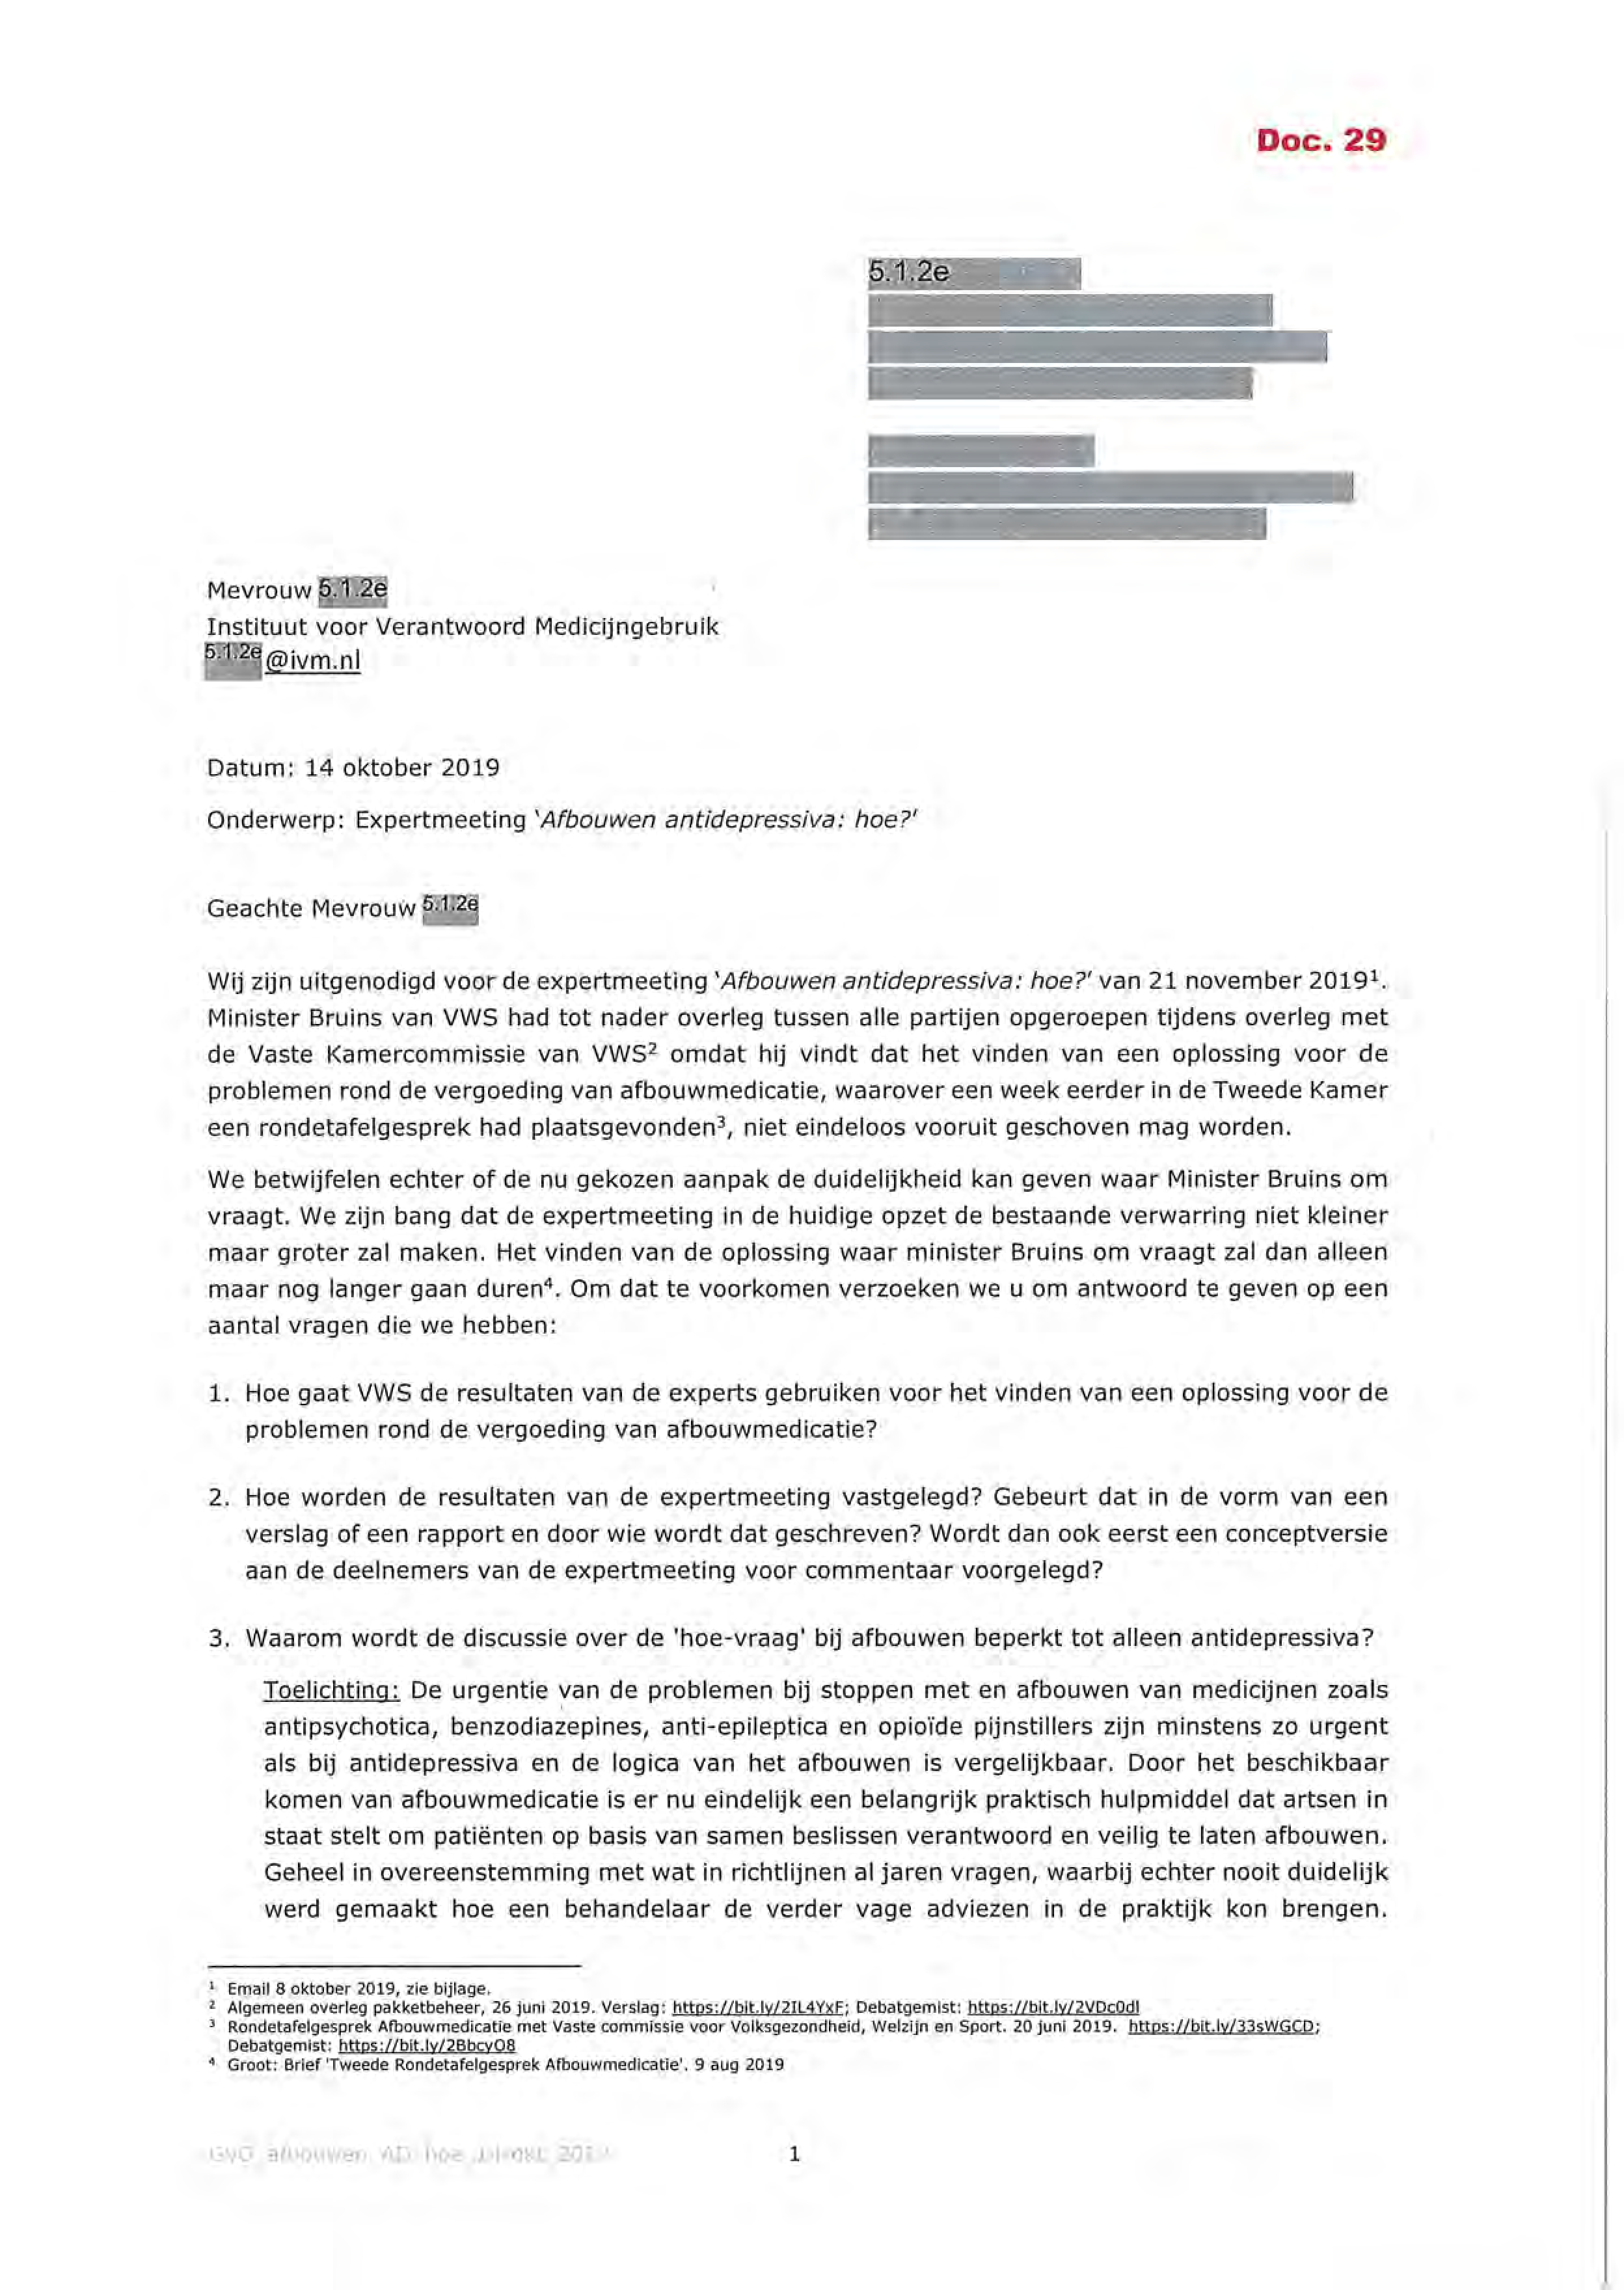 Doc. 29
5.1.2e
Mevrouw 5.1.2e
Instituut voor Verantwoord Medicijngebruik
5.1.2e @ivm.nl
Datum: 14 oktober 2019
Onderwerp: Expertmeeting 'Afbouwen antidepressiva: hoe?'
Geachte Mevrouw 5.1.2e
Wij zijn uitgenodigd voor de expertmeeting 'Afbouwen antidepressiva: hoe?' van 21 november 2019¹.
Minister Bruins van VWS had tot nader overleg tussen alle partijen opgeroepen tijdens overleg met
de Vaste Kamercommissie van VWS² omdat hij vindt dat het vinden van een oplossing voor de
problemen rond de vergoeding van afbouwmedicatie, waarover een week eerder in de Tweede Kamer
een rondetafelgesprek had plaatsgevonden³, niet eindeloos vooruit geschoven mag worden.
We betwijfelen echter of de nu gekozen aanpak de duidelijkheid kan geven waar Minister Bruins om
vraagt. We zijn bang dat de expertmeeting in de huidige opzet de bestaande verwarring niet kleiner
maar groter zal maken. Het vinden van de oplossing waar minister Bruins om vraagt zal dan alleen
maar nog langer gaan duren⁴. Om dat te voorkomen verzoeken we u om antwoord te geven op een
aantal vragen die we hebben:
1. Hoe gaat VWS de resultaten van de experts gebruiken voor het vinden van een oplossing voor de
problemen rond de vergoeding van afbouwmedicatie?
2. Hoe worden de resultaten van de expertmeeting vastgelegd? Gebeurt dat in de vorm van een
verslag of een rapport en door wie wordt dat geschreven? Wordt dan ook eerst een conceptversie
aan de deelnemers van de expertmeeting voor commentaar voorgelegd?
3. Waarom wordt de discussie over de 'hoe-vraag' bij afbouwen beperkt tot alleen antidepressiva?
Toelichting: De urgentie van de problemen bij stoppen met en afbouwen van medicijnen zoals
antipsychotica, benzodiazepines, anti-epileptica en opioïde pijnstillers zijn minstens zo urgent
als bij antidepressiva en de logica van het afbouwen is vergelijkbaar. Door het beschikbaar
komen van afbouwmedicatie is er nu eindelijk een belangrijk praktisch hulpmiddel dat artsen in
staat stelt om patiënten op basis van samen beslissen verantwoord en veilig te laten afbouwen.
Geheel in overeenstemming met wat in richtlijnen al jaren vragen, waarbij echter nooit duidelijk
werd gemaakt hoe een behandelaar de verder vage adviezen in de praktijk kon brengen.
¹ Email 8 oktober 2019, zie bijlage.
² Algemeen overleg pakketbeheer, 26 juni 2019. Verslag: https://bit.ly/2IL4YxF; Debatgemist: https://bit.ly/2VDc0dl
³ Rondetafelgesprek Afbouwmedicatie met Vaste commissie voor Volksgezondheid, Welzijn en Sport. 20 juni 2019. https://bit.ly/33sWGCD;
Debatgemist: https://bit.ly/2BbcyO8
⁴ Groot: Brief 'Tweede Rondetafelgesprek Afbouwmedicatie'. 9 aug 2019
1